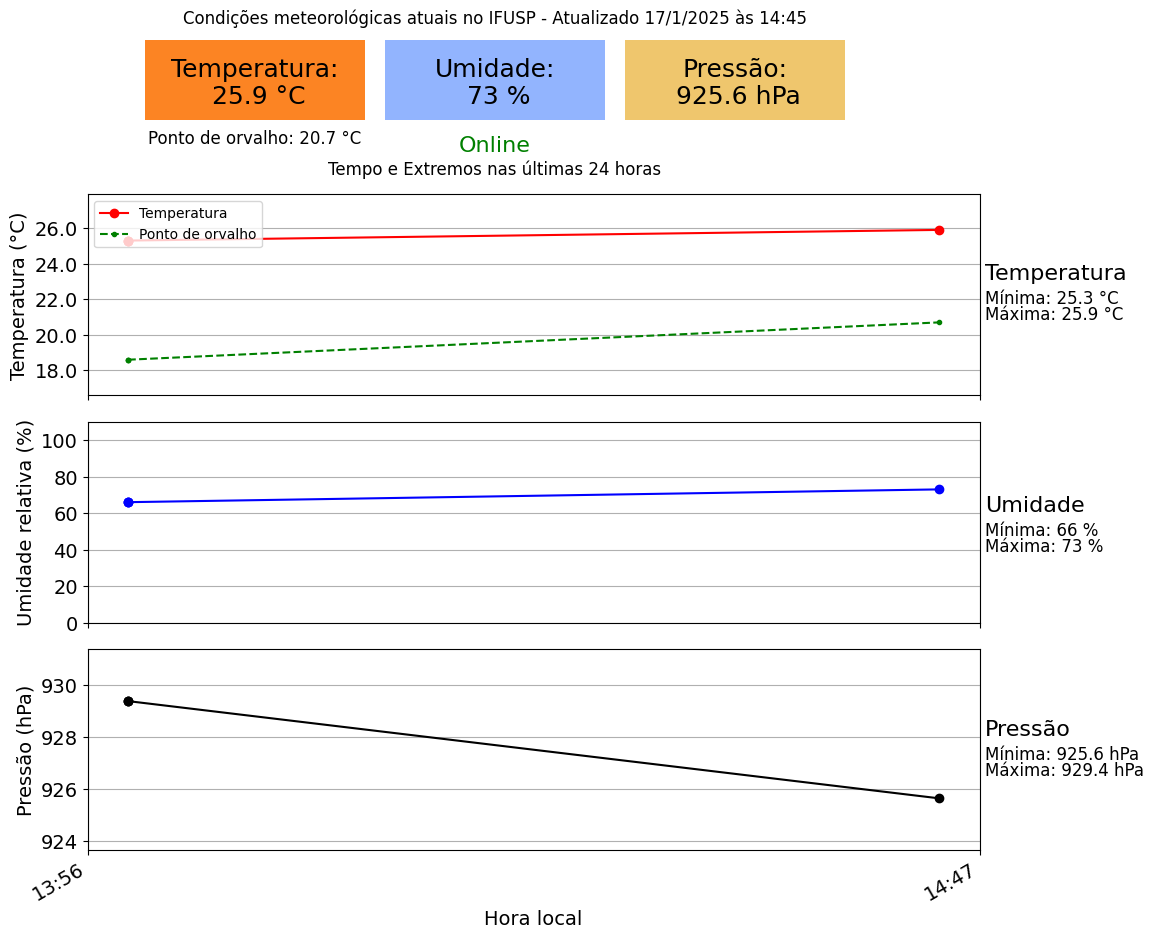 Condições meteorológicas atuais no IFUSP - Atualizado 17/1/2025 às 14:45
Temperatura:
25.9 °C
Umidade:
73 %
Pressão:
925.6 hPa
Ponto de orvalho: 20.7 °C
Online
Tempo e Extremos nas últimas 24 horas
Temperatura (°C)
26.0
24.0
22.0
20.0
18.0
Temperatura
Ponto de orvalho
Temperatura
Mínima: 25.3 °C
Máxima: 25.9 °C
Umidade relativa (%)
100
80
60
40
20
0
Umidade
Mínima: 66 %
Máxima: 73 %
Pressão (hPa)
930
928
926
924
Pressão
Mínima: 925.6 hPa
Máxima: 929.4 hPa
13:56
14:47
Hora local